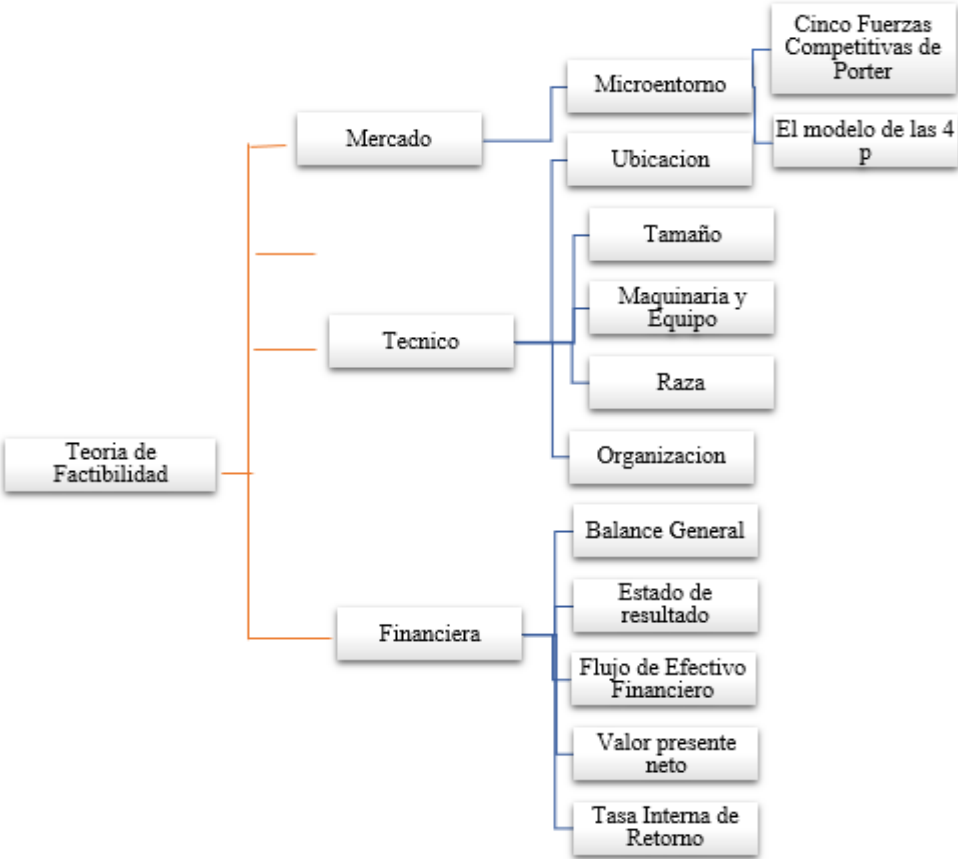 Cinco Fuerzas
Competitivas de
Porter
Microentorno
Mercado
El modelo de las 4
p
Ubicacion
Tamaño
Maquinaria y
Equipo
Tecnico
Raza
Organizacion
Teoria de
Factibilidad
Balance General
Estado de
resultado
Financiera
Flujo de Efectivo
Financiero
Valor presente
neto
Tasa Interna de
Retorno